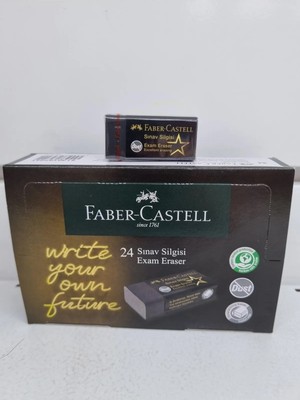 FABER-CASTELL
Sınav Silgisi
Exam Eraser
FABER-CASTELL
since 1761
write
your
own
future
24 Sınav Silgisi
Exam Eraser
Dust